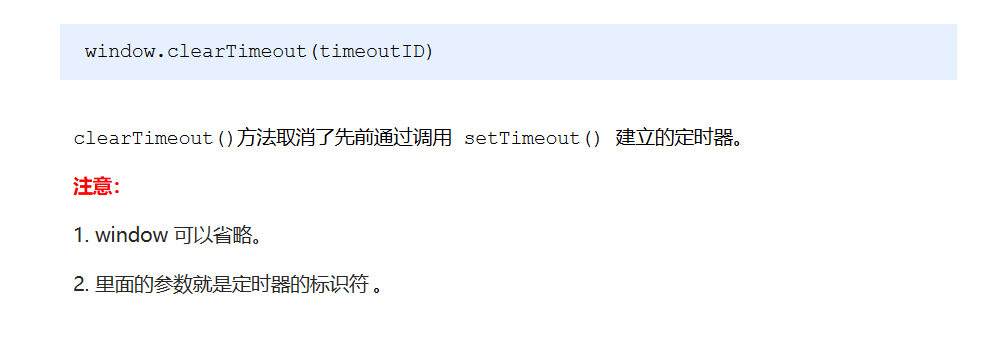 window.clearTimeout(timeoutID)
clearTimeout()方法取消了先前通过调用 setTimeout() 建立的定时器。
注意：
1. window 可以省略。
2. 里面的参数就是定时器的标识符 。